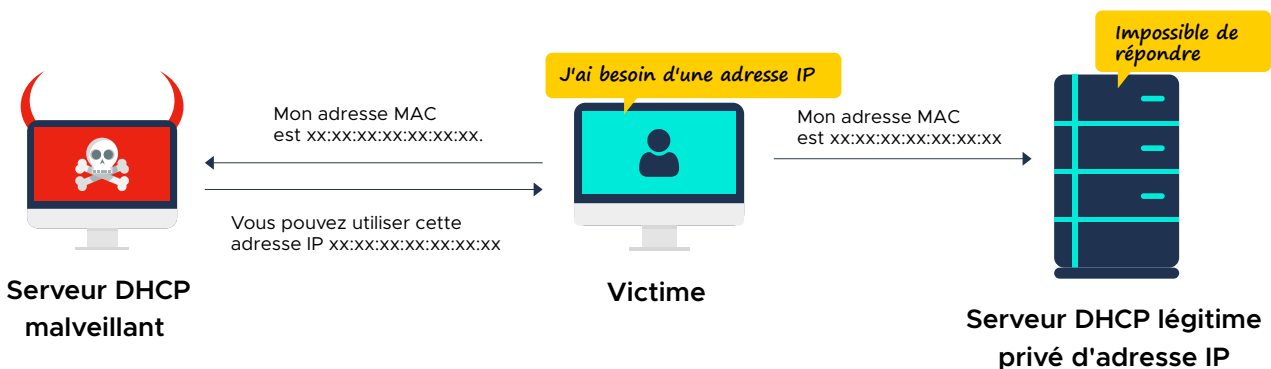 Impossible de
répondre
J'ai besoin d'une adresse IP
Mon adresse MAC
est xx:xx:xx:xx:xx:xx:xx.
Mon adresse MAC
est xx:xx:xx:xx:xx:xx:xx
Vous pouvez utiliser cette
adresse IP xx:xx:xx:xx:xx:xx:xx
Serveur DHCP
malveillant
Victime
Serveur DHCP légitime
privé d'adresse IP